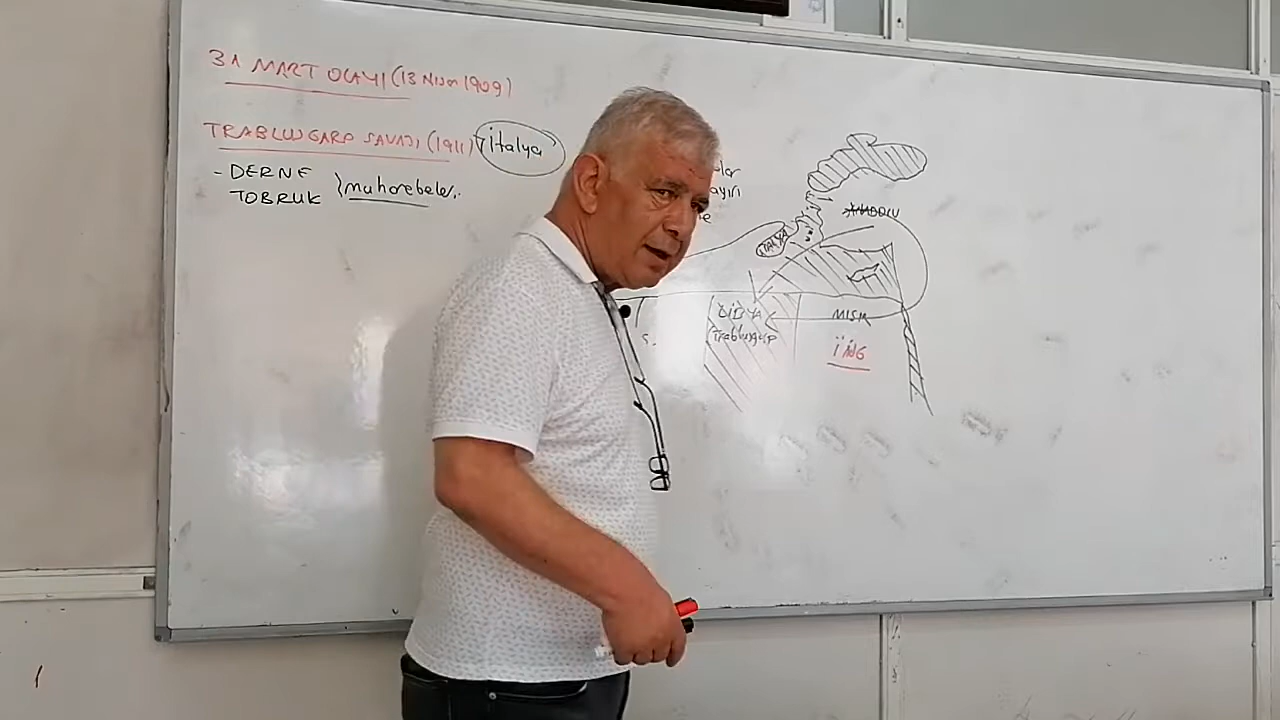 31 MART OLAYI (13 Nisan 1909)
TRABLUSGARP SAVAŞI (1911) İtalya
- DERNE
TOBRUK
muharebeler.
ANADOLU
İTALYA
LİBYA
Trablusgarp
MISIR
İNG